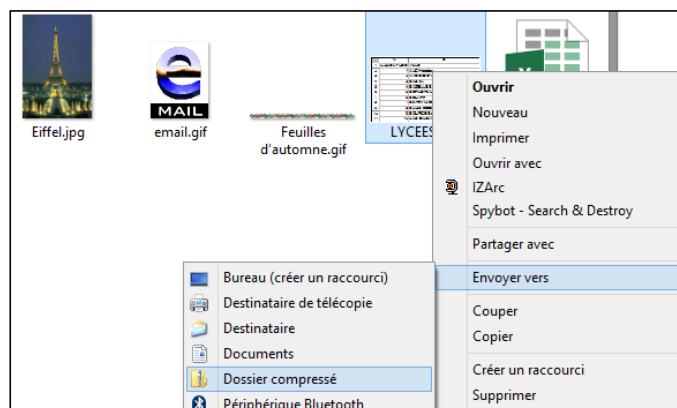 Eiffel.jpg
MAIL
email.gif
Feuilles
d'automne.gif
LYCEES
Ouvrir
Nouveau
Imprimer
Ouvrir avec
IZArc
Spybot - Search & Destroy
Partager avec
Envoyer vers
Couper
Copier
Créer un raccourci
Supprimer
Bureau (créer un raccourci)
Destinataire de télécopie
Destinataire
Documents
Dossier compressé
Périphérique Bluetooth